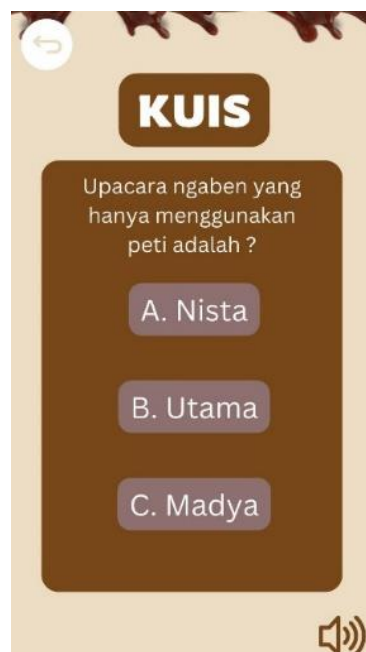 KUIS
Upacara ngaben yang
hanya menggunakan
peti adalah ?
A. Nista
B. Utama
C. Madya